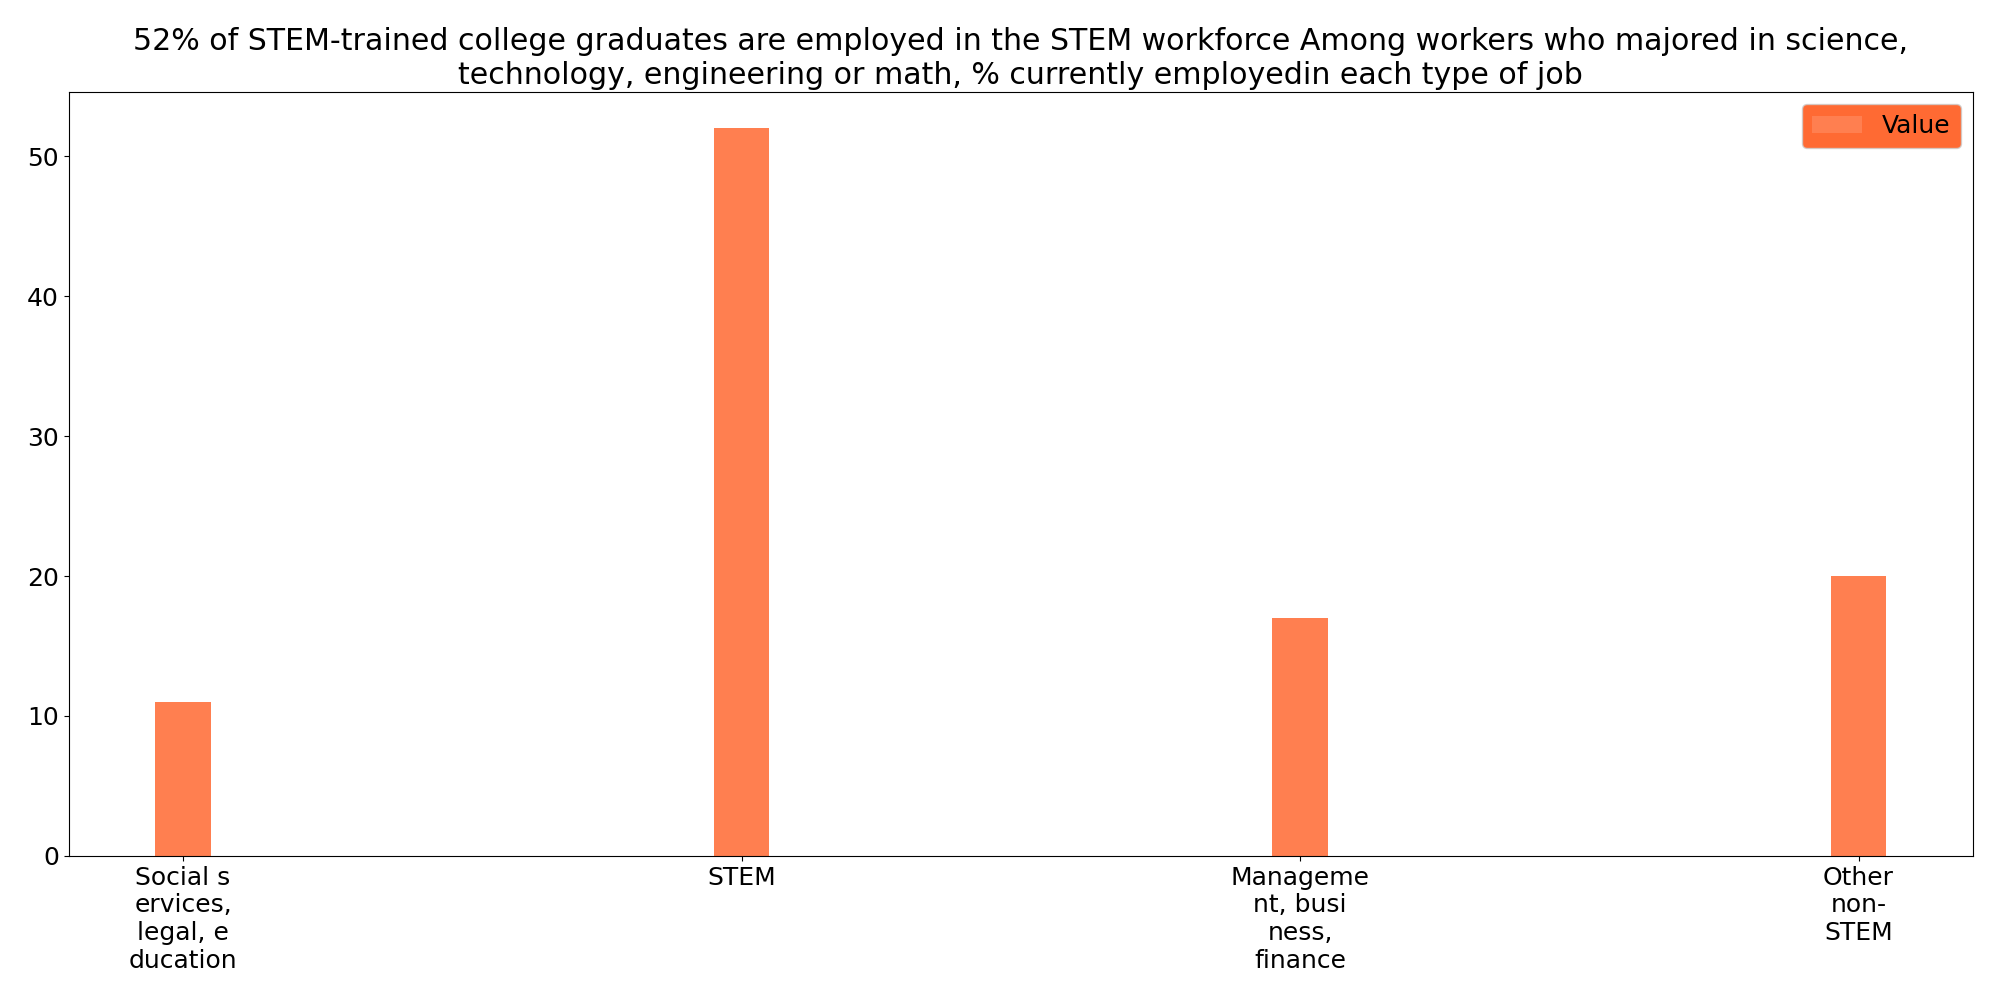 52% of STEM-trained college graduates are employed in the STEM workforce Among workers who majored in science,
technology, engineering or math, % currently employedin each type of job
Value
50
40
30
20
10
0
Social s
ervices,
legal, e
ducation
STEM
Manageme
nt, busi
ness,
finance
Other
non-
STEM